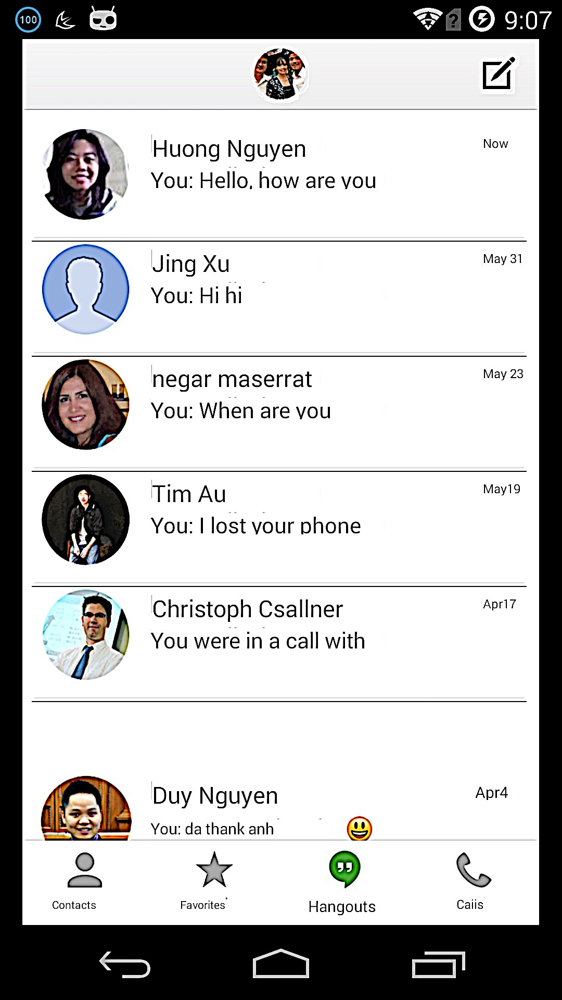 100 ? 9:07
Huong Nguyen Now
You: Hello, how are you
Jing Xu May 31
You: Hi hi
negar maserrat May 23
You: When are you
Tim Au May19
You: I lost your phone
Christoph Csallner Apr17
You were in a call with
Duy Nguyen Apr4
You: da thank anh
Contacts Favorites Hangouts Caiis